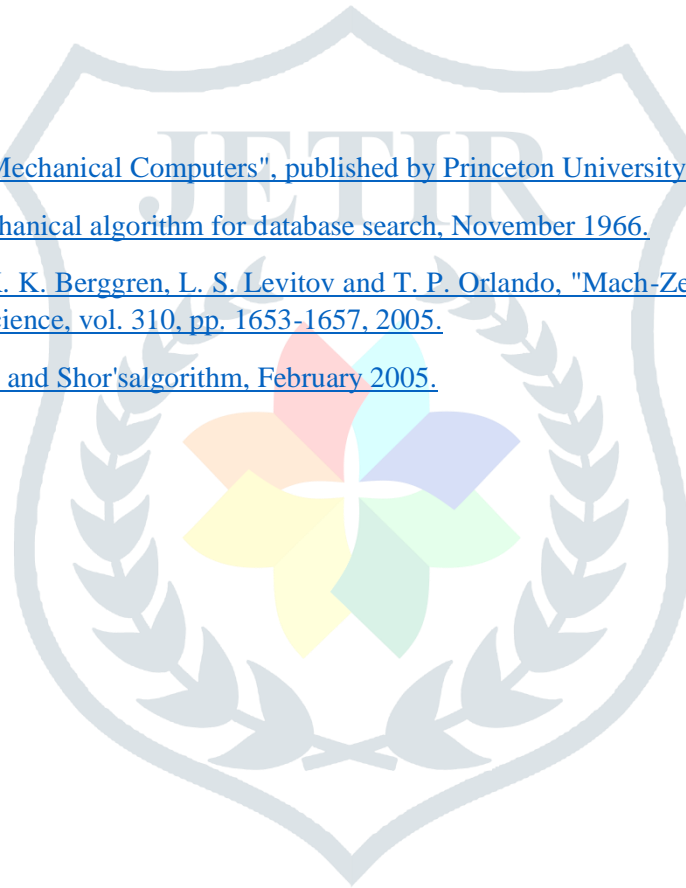 JETIR
Mechanical Computers", published by Princeton University
hanical algorithm for database search, November 1966.
K. Berggren, L. S. Levitov and T. P. Orlando, "Mach-Ze
cience, vol. 310, pp. 1653-1657, 2005.
and Shor'salgorithm, February 2005.